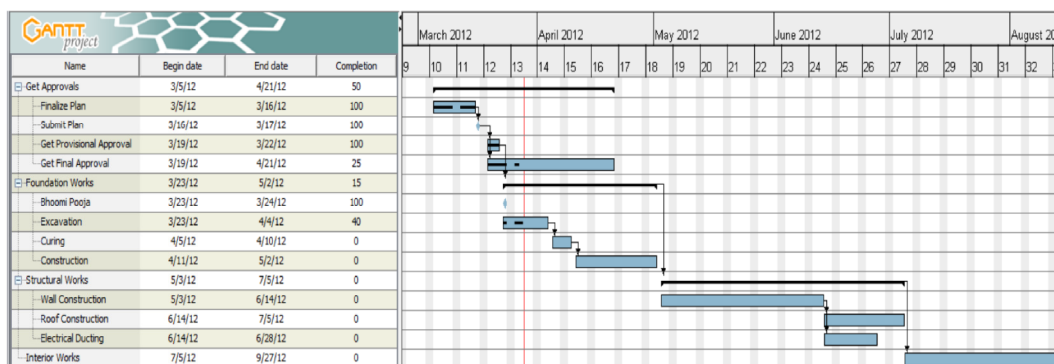 GANTT
project
March 2012 April 2012 May 2012 June 2012 July 2012 August 20
9 10 11 12 13 14 15 16 17 18 19 20 21 22 23 24 25 26 27 28 29 30 31 32
Name Begin date End date Completion
Get Approvals 3/5/12 4/21/12 50
Finalize Plan 3/5/12 3/16/12 100
Submit Plan 3/16/12 3/17/12 100
Get Provisional Approval 3/19/12 3/22/12 100
Get Final Approval 3/19/12 4/21/12 25
Foundation Works 3/23/12 5/2/12 15
Bhoomi Pooja 3/23/12 3/24/12 100
Excavation 3/23/12 4/4/12 40
Curing 4/5/12 4/10/12 0
Construction 4/11/12 5/2/12 0
Structural Works 5/3/12 7/5/12 0
Wall Construction 5/3/12 6/14/12 0
Roof Construction 6/14/12 7/5/12 0
Electrical Ducting 6/14/12 6/28/12 0
Interior Works 7/5/12 9/27/12 0